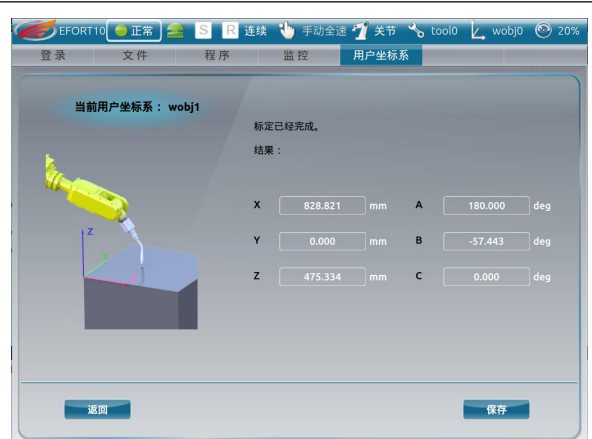 EFORT10 正常 S R 连续 手动全速 关节 tool0 wobj0 20%
登录 文件 程序 监控 用户坐标系
当前用户坐标系： wobj1
标定已经完成。
结果：
X 828.821 mm A 180.000 deg
Y 0.000 mm B -57.443 deg
Z 475.334 mm C 0.000 deg
Z
Y
X
返回 保存